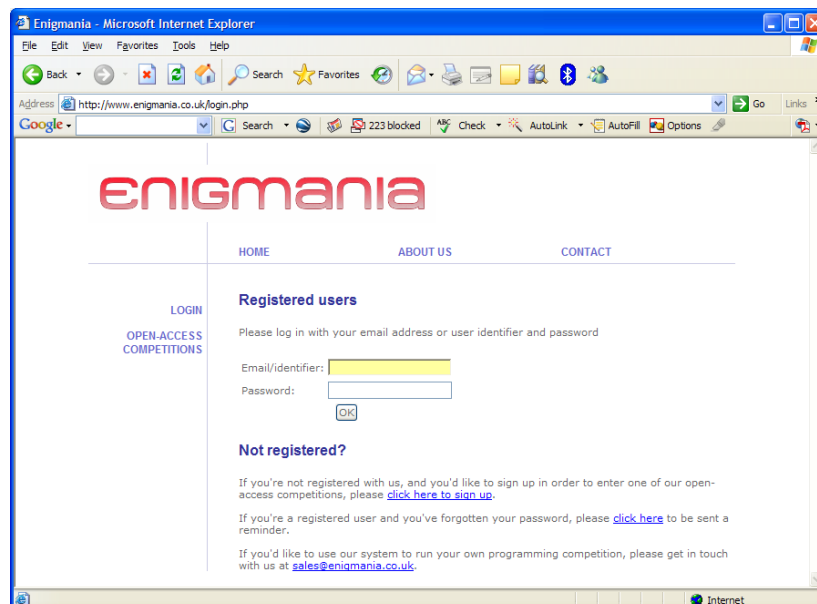 Enigmania - Microsoft Internet Explorer
File Edit View Favorites Tools Help
Back Search Favorites
Address http://www.enigmania.co.uk/login.php Go Links
Google Search 223 blocked ABC Check AutoLink AutoFill Options
enigmania
HOME ABOUT US CONTACT
LOGIN
OPEN-ACCESS
COMPETITIONS
Registered users
Please log in with your email address or user identifier and password
Email/identifier:
Password:
OK
Not registered?
If you're not registered with us, and you'd like to sign up in order to enter one of our open-
access competitions, please click here to sign up.
If you're a registered user and you've forgotten your password, please click here to be sent a
reminder.
If you'd like to use our system to run your own programming competition, please get in touch
with us at sales@enigmania.co.uk.
Internet